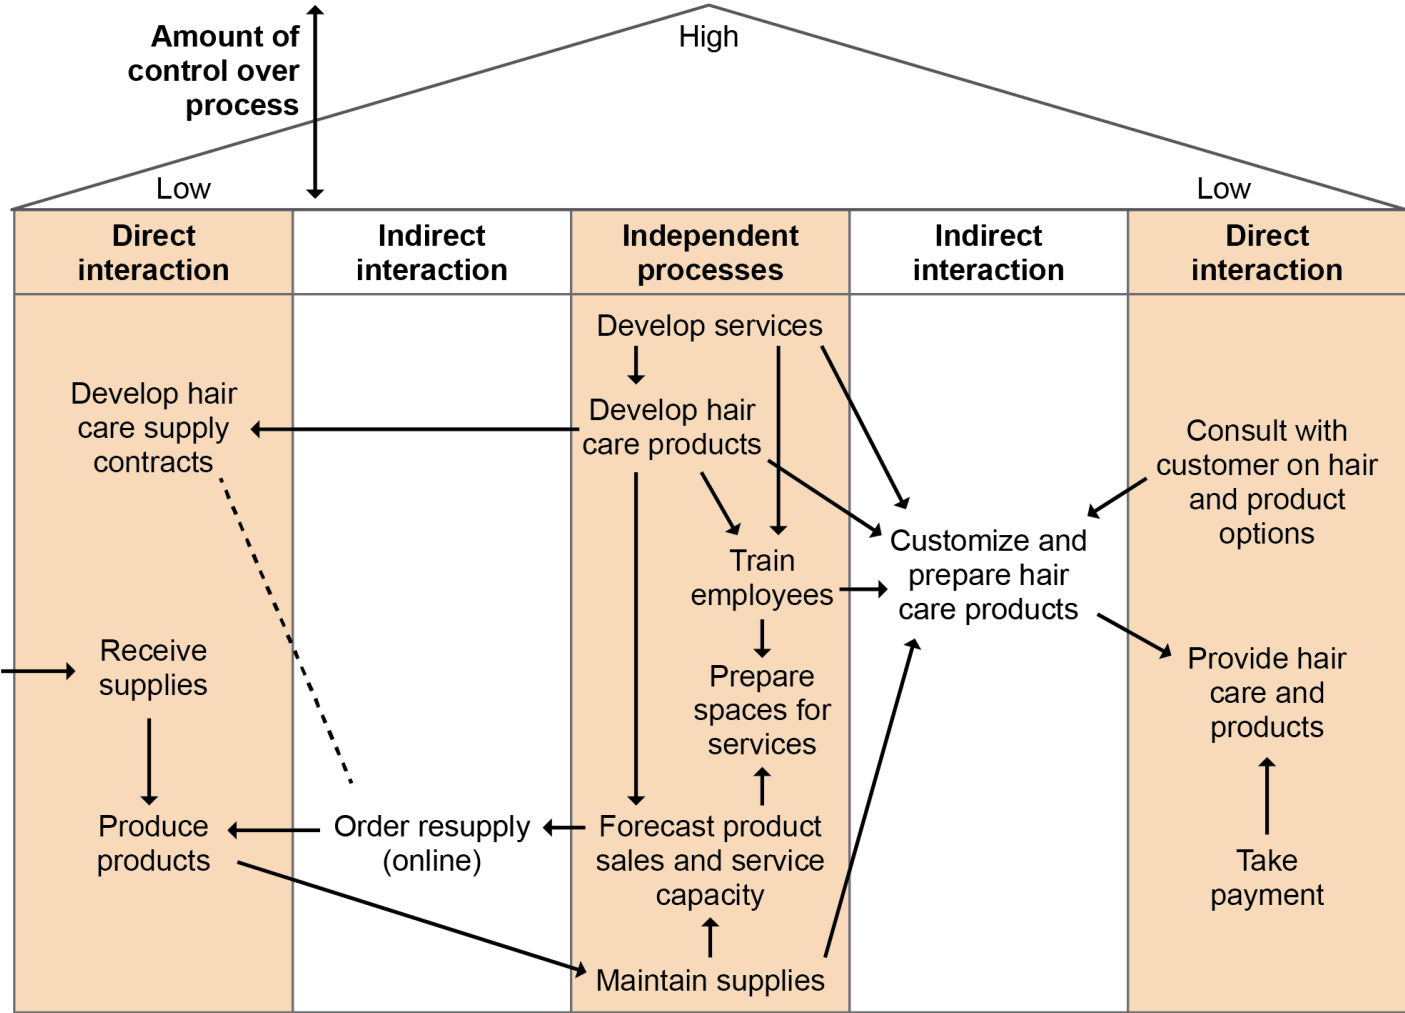 Amount of
control over
process
High
Low
Low
Direct
interaction
Indirect
interaction
Independent
processes
Indirect
interaction
Direct
interaction
Develop hair
care supply
contracts
Receive
supplies
Produce
products
Order resupply
(online)
Develop services
Develop hair
care products
Train
employees
Prepare
spaces for
services
Forecast product
sales and service
capacity
Maintain supplies
Customize and
prepare hair
care products
Consult with
customer on hair
and product
options
Provide hair
care and
products
Take
payment